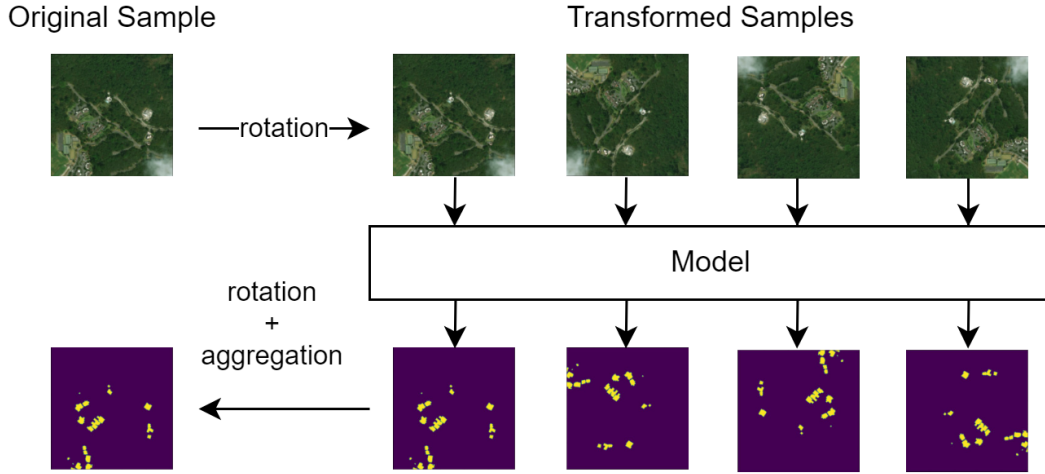 Original Sample
Transformed Samples
rotation
Model
rotation
+
aggregation